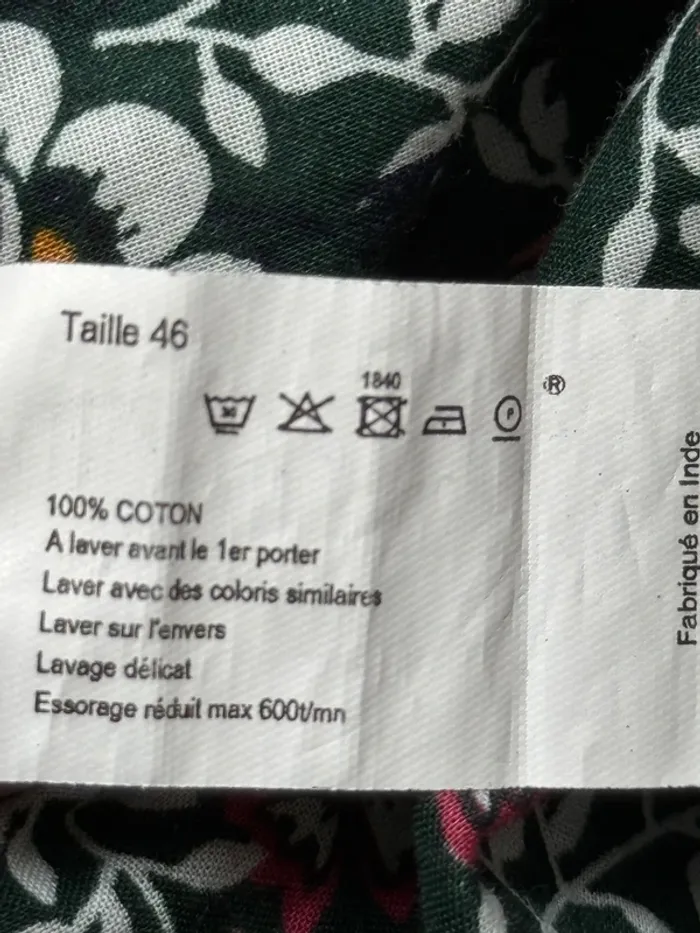 Taille 46
1840
30
P
®
100% COTON
A laver avant le 1er porter
Laver avec des coloris similaires
Laver sur l'envers
Lavage délicat
Essorage réduit max 600t/mn
Fabriqué en Inde